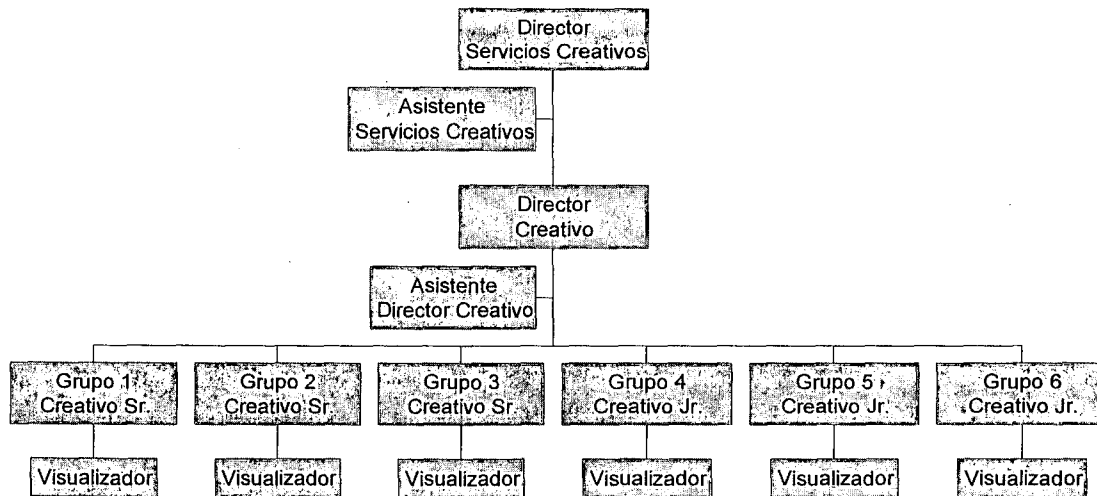 Director
Servicios Creativos
Asistente
Servicios Creativos
Director
Creativo
Asistente
Director Creativo
Grupo 1
Creativo Sr.
Grupo 2
Creativo Sr
Grupo 3
Creativo Sr.
Grupo 4
Creativo Jr.
Grupo 5
Creativo Jr.
Grupo 6
Creativo Jr.
Visualizador
Visualizador
Visualizador
Visualizador
Visualizador
Visualizador